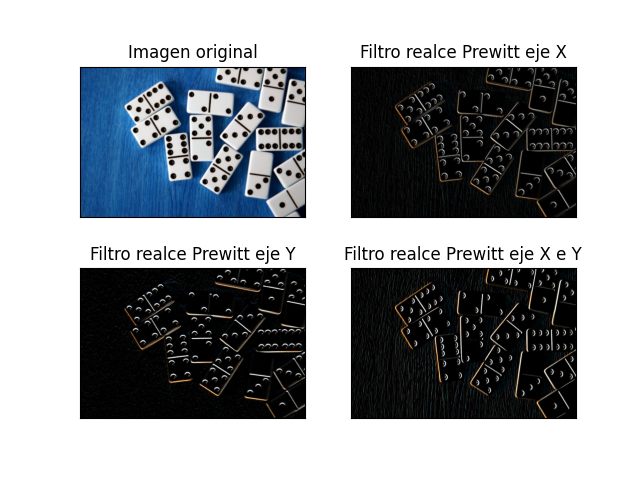 Imagen original
Filtro realce Prewitt eje X
Filtro realce Prewitt eje Y
Filtro realce Prewitt eje X e Y